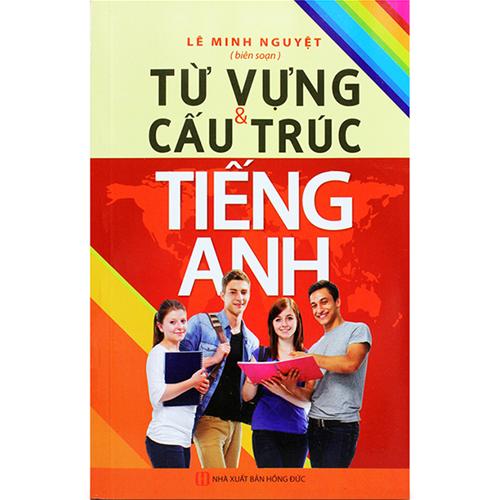 LÊ MINH NGUYỆT
(biên soạn)
TỪ VỰNG
&
CẤU TRÚC
TIẾNG
ANH
NHÀ XUẤT BẢN HỒNG ĐỨC